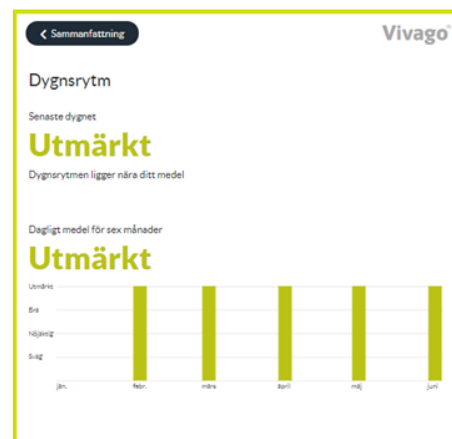 Sammanfattning
Vivago
Dygnsrytm
Senaste dygnet
Utmärkt
Dygnsrytmen ligger nära ditt medel
Dagligt medel för sex månader
Utmärkt
Utmärkt
Bra
Nöjaktig
Svag
jan.
febr.
mars
april
maj
juni